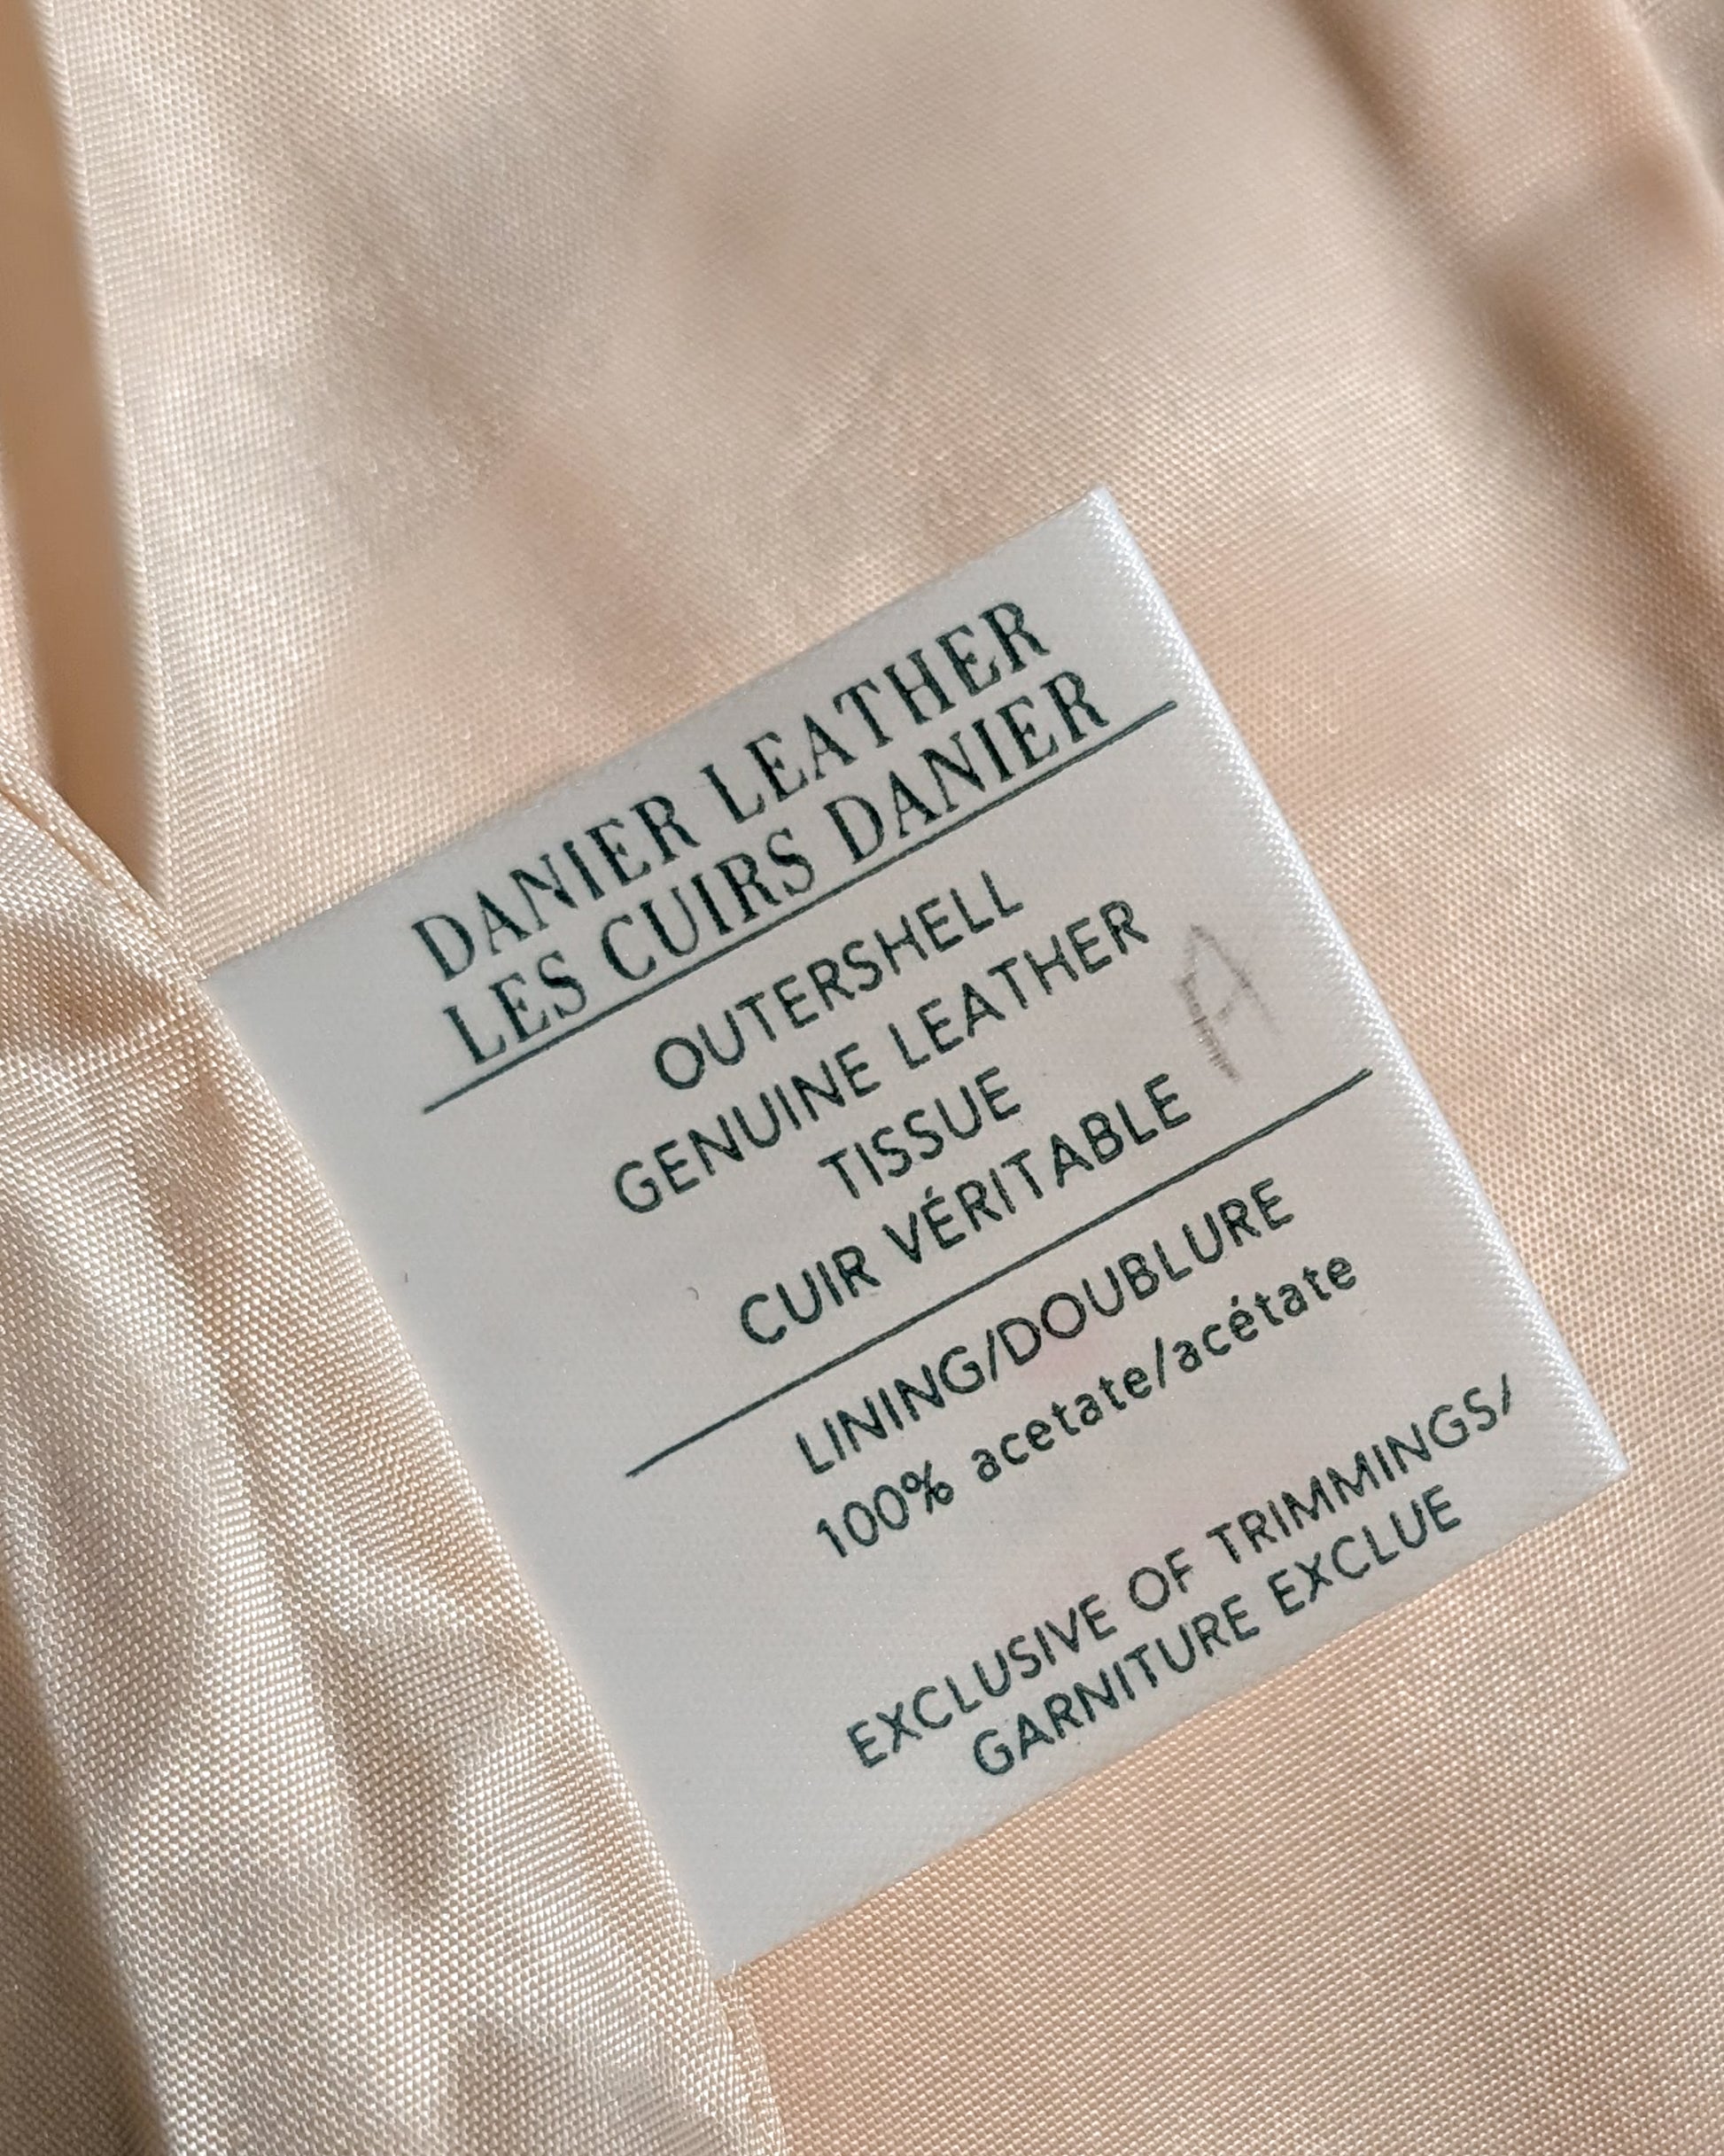 DANIER LEATHER
LES CUIRS DANIER
OUTERSHELL
GENUINE LEATHER
A
TISSUE
CUIR VÉRITABLE
LINING/DOUBLURE
100% acetate/acétate
EXCLUSIVE OF TRIMMINGS/
GARNITURE EXCLUE